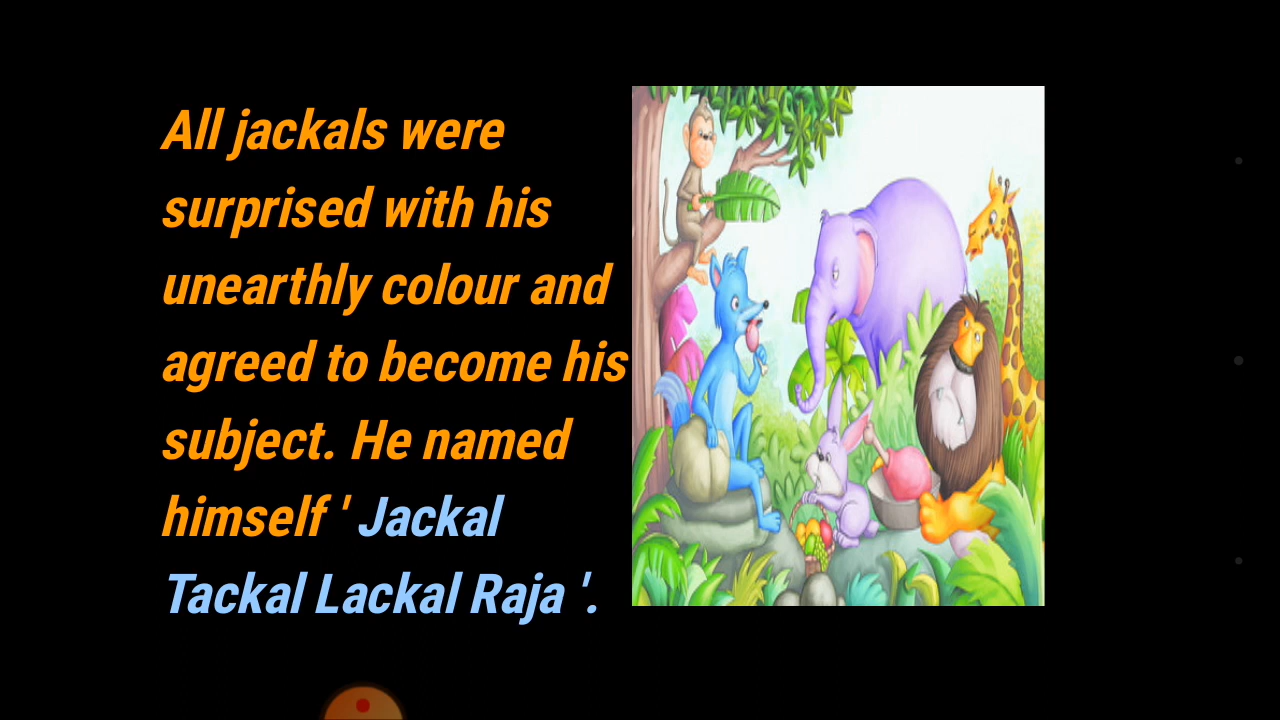 All jackals were
surprised with his
unearthly colour and
agreed to become his
subject. He named
himself ' Jackal
Tackal Lackal Raja '.